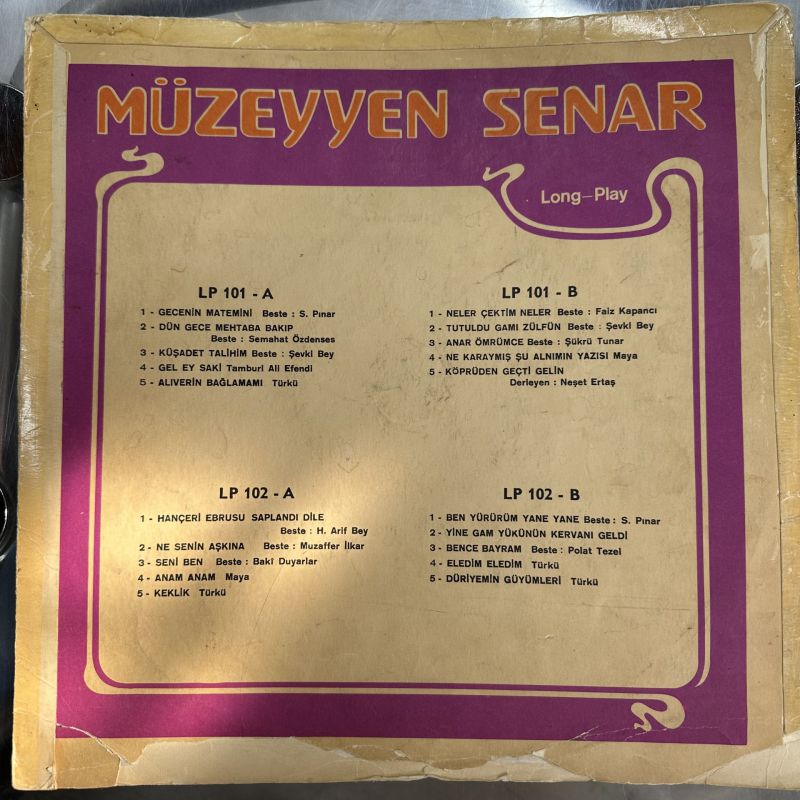 MÜZEYYEN SENAR
Long-Play
LP 101 - A
1 - GECENİN MATEMİNİ Beste : S. Pınar
2 - DÜN GECE MEHTABA BAKIP
Beste : Semahat Özdenses
3 - KÜŞADET TALİHİM Beste : Şevki Bey
4 - GEL EY SAKİ Tamburi Ali Efendi
5 - ALIVERİN BAĞLAMAMI Türkü
LP 101 - B
1 - NELER ÇEKTİM NELER Beste : Faiz Kapancı
2 - TUTULDU GAMI ZÜLFÜN Beste : Şevki Bey
3 - ANAR ÖMRÜMCE Beste : Şükrü Tunar
4 - NE KARAYMIŞ ŞU ALNIMIN YAZISI Maya
5 - KÖPRÜDEN GEÇTİ GELİN
Derleyen : Neşet Ertaş
LP 102 - A
1 - HANÇERİ EBRUSU SAPLANDI DİLE
Beste : H. Arif Bey
2 - NE SENİN AŞKINA Beste : Muzaffer İlkar
3 - SENİ BEN Beste : Baki Duyarlar
4 - ANAM ANAM Maya
5 - KEKLİK Türkü
LP 102 - B
1 - BEN YÜRÜRÜM YANE YANE Beste : S. Pınar
2 - YİNE GAM YÜKÜNÜN KERVANI GELDİ
3 - BENCE BAYRAM Beste : Polat Tezel
4 - ELEDİM ELEDİM Türkü
5 - DÜRİYEMİN GÜYÜMLERİ Türkü